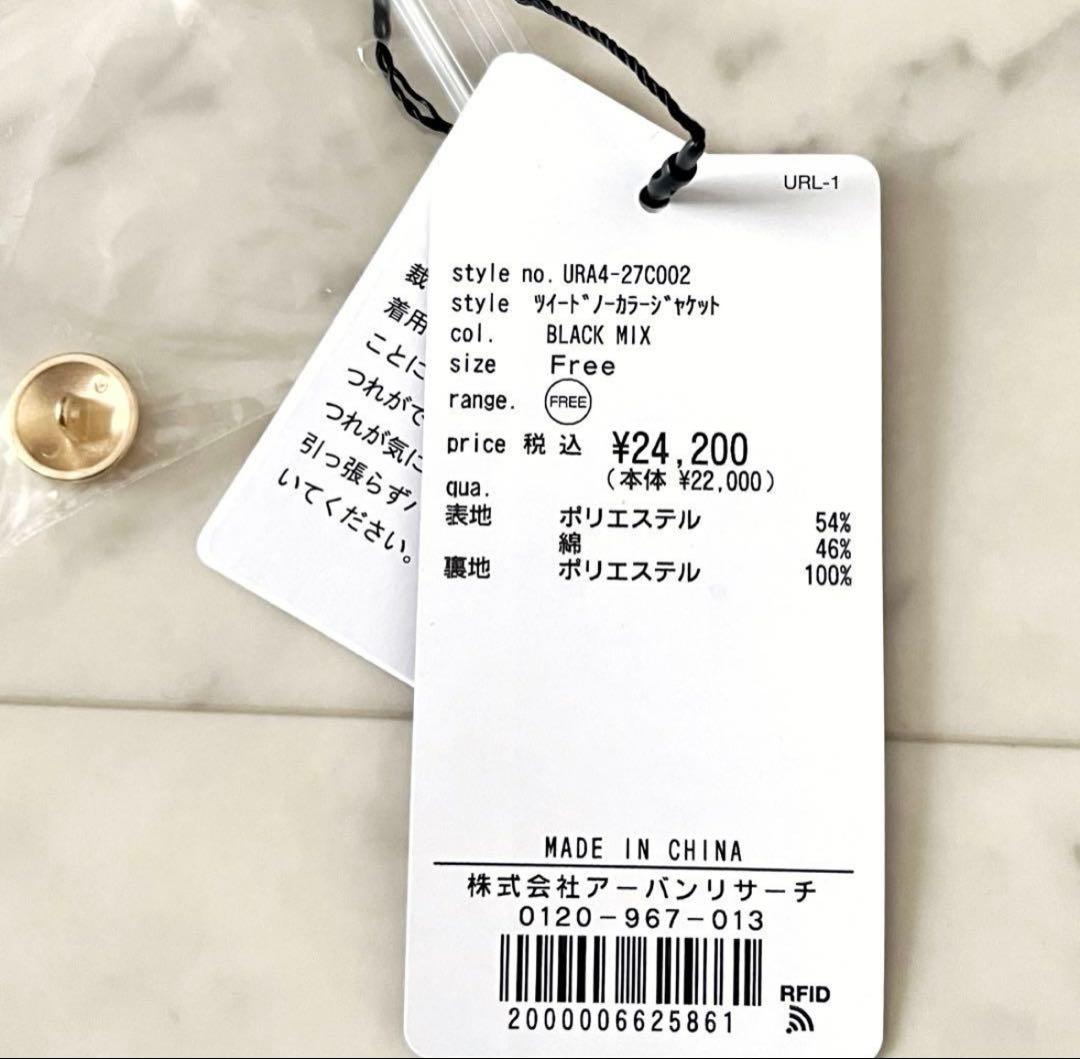 URL-1
style no. URA4-27C002
style ﾂｲｰﾄﾞﾉｰｶﾗｰｼﾞｬｹｯﾄ
col. BLACK MIX
size Free
range. FREE
price 税込 ¥24,200
(本体 ¥22,000)
qua.
表地 ポリエステル 54%
綿 46%
裏地 ポリエステル 100%
MADE IN CHINA
株式会社アーバンリサーチ
0120-967-013
RFID
2000006625861
裁
着用
ことに
つれがで
つれが気に
引っ張らず
いてください。